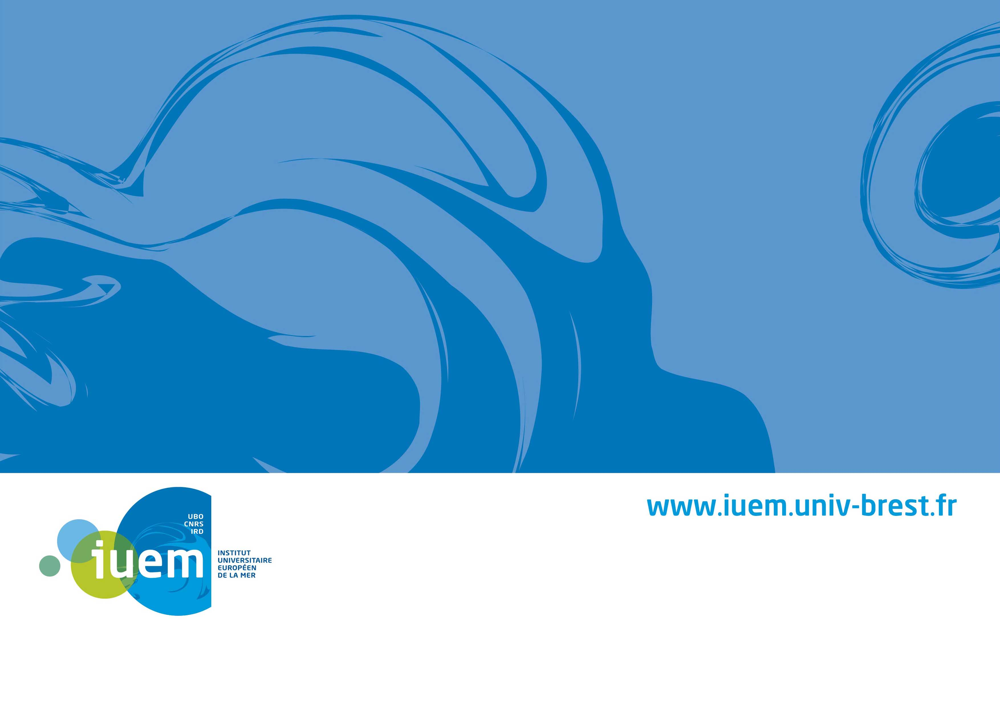 www.iuem.univ-brest.fr
UBO
CNRS
IRD
iuem
INSTITUT
UNIVERSITAIRE
EUROPÉEN
DE LA MER